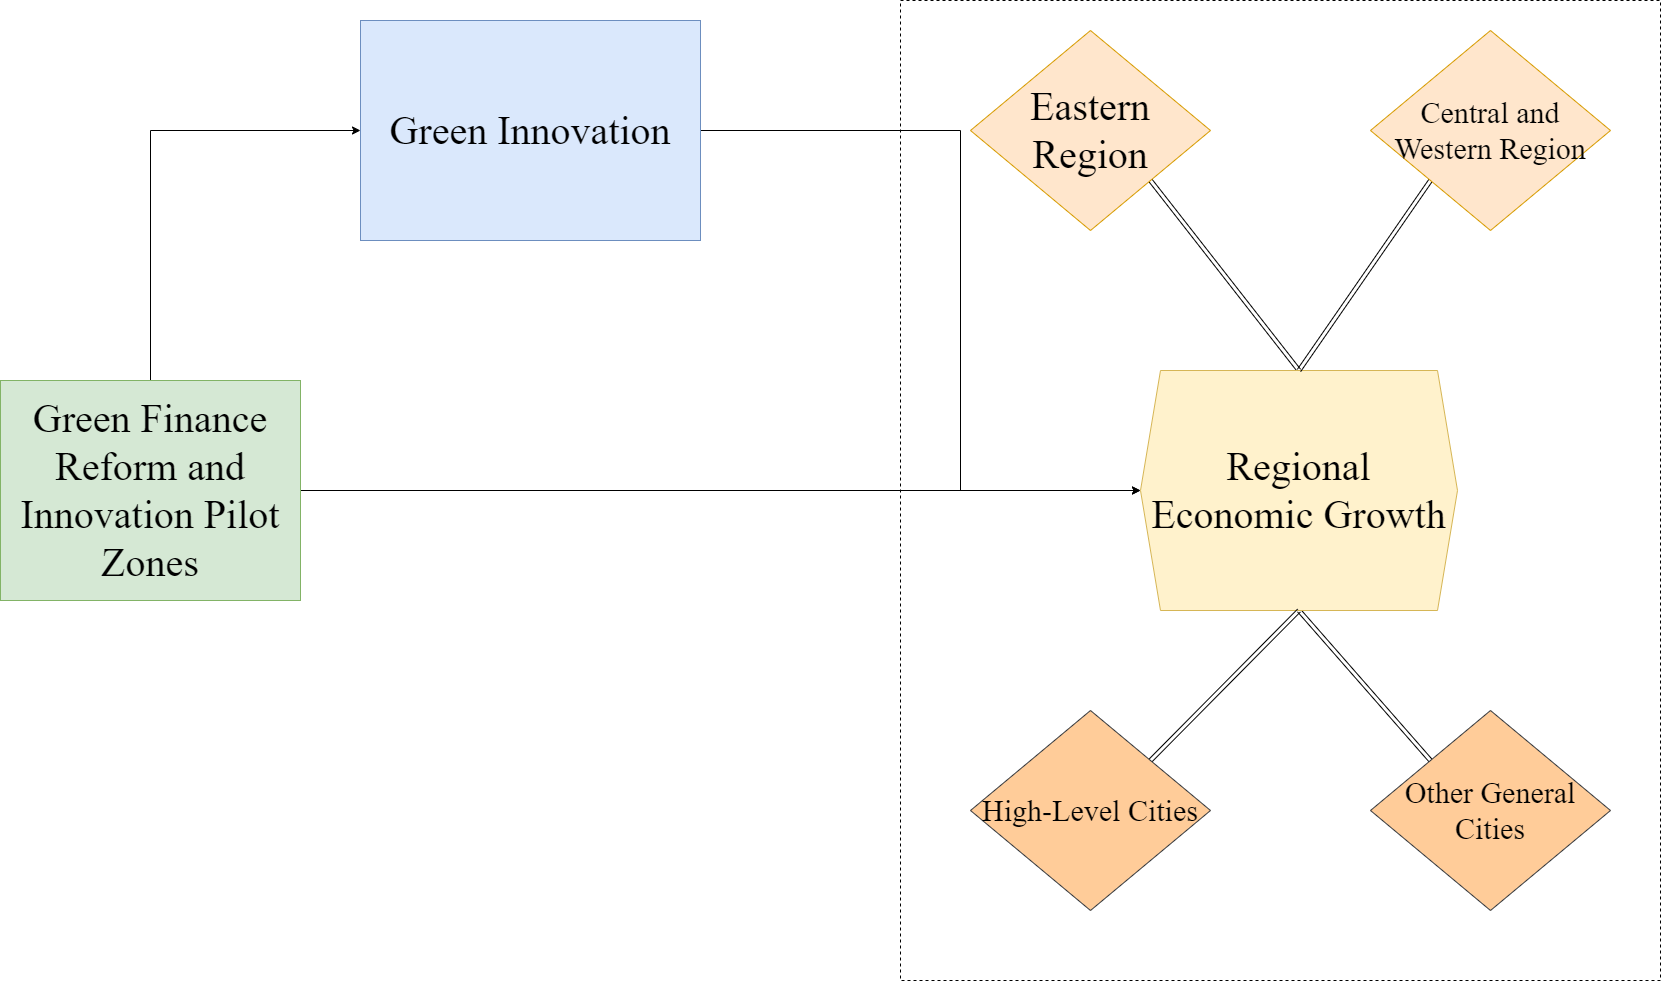 Green Innovation
Eastern
Region
Central and
Western Region
Green Finance
Reform and
Innovation Pilot
Zones
Regional
Economic Growth
High-Level Cities
Other General
Cities